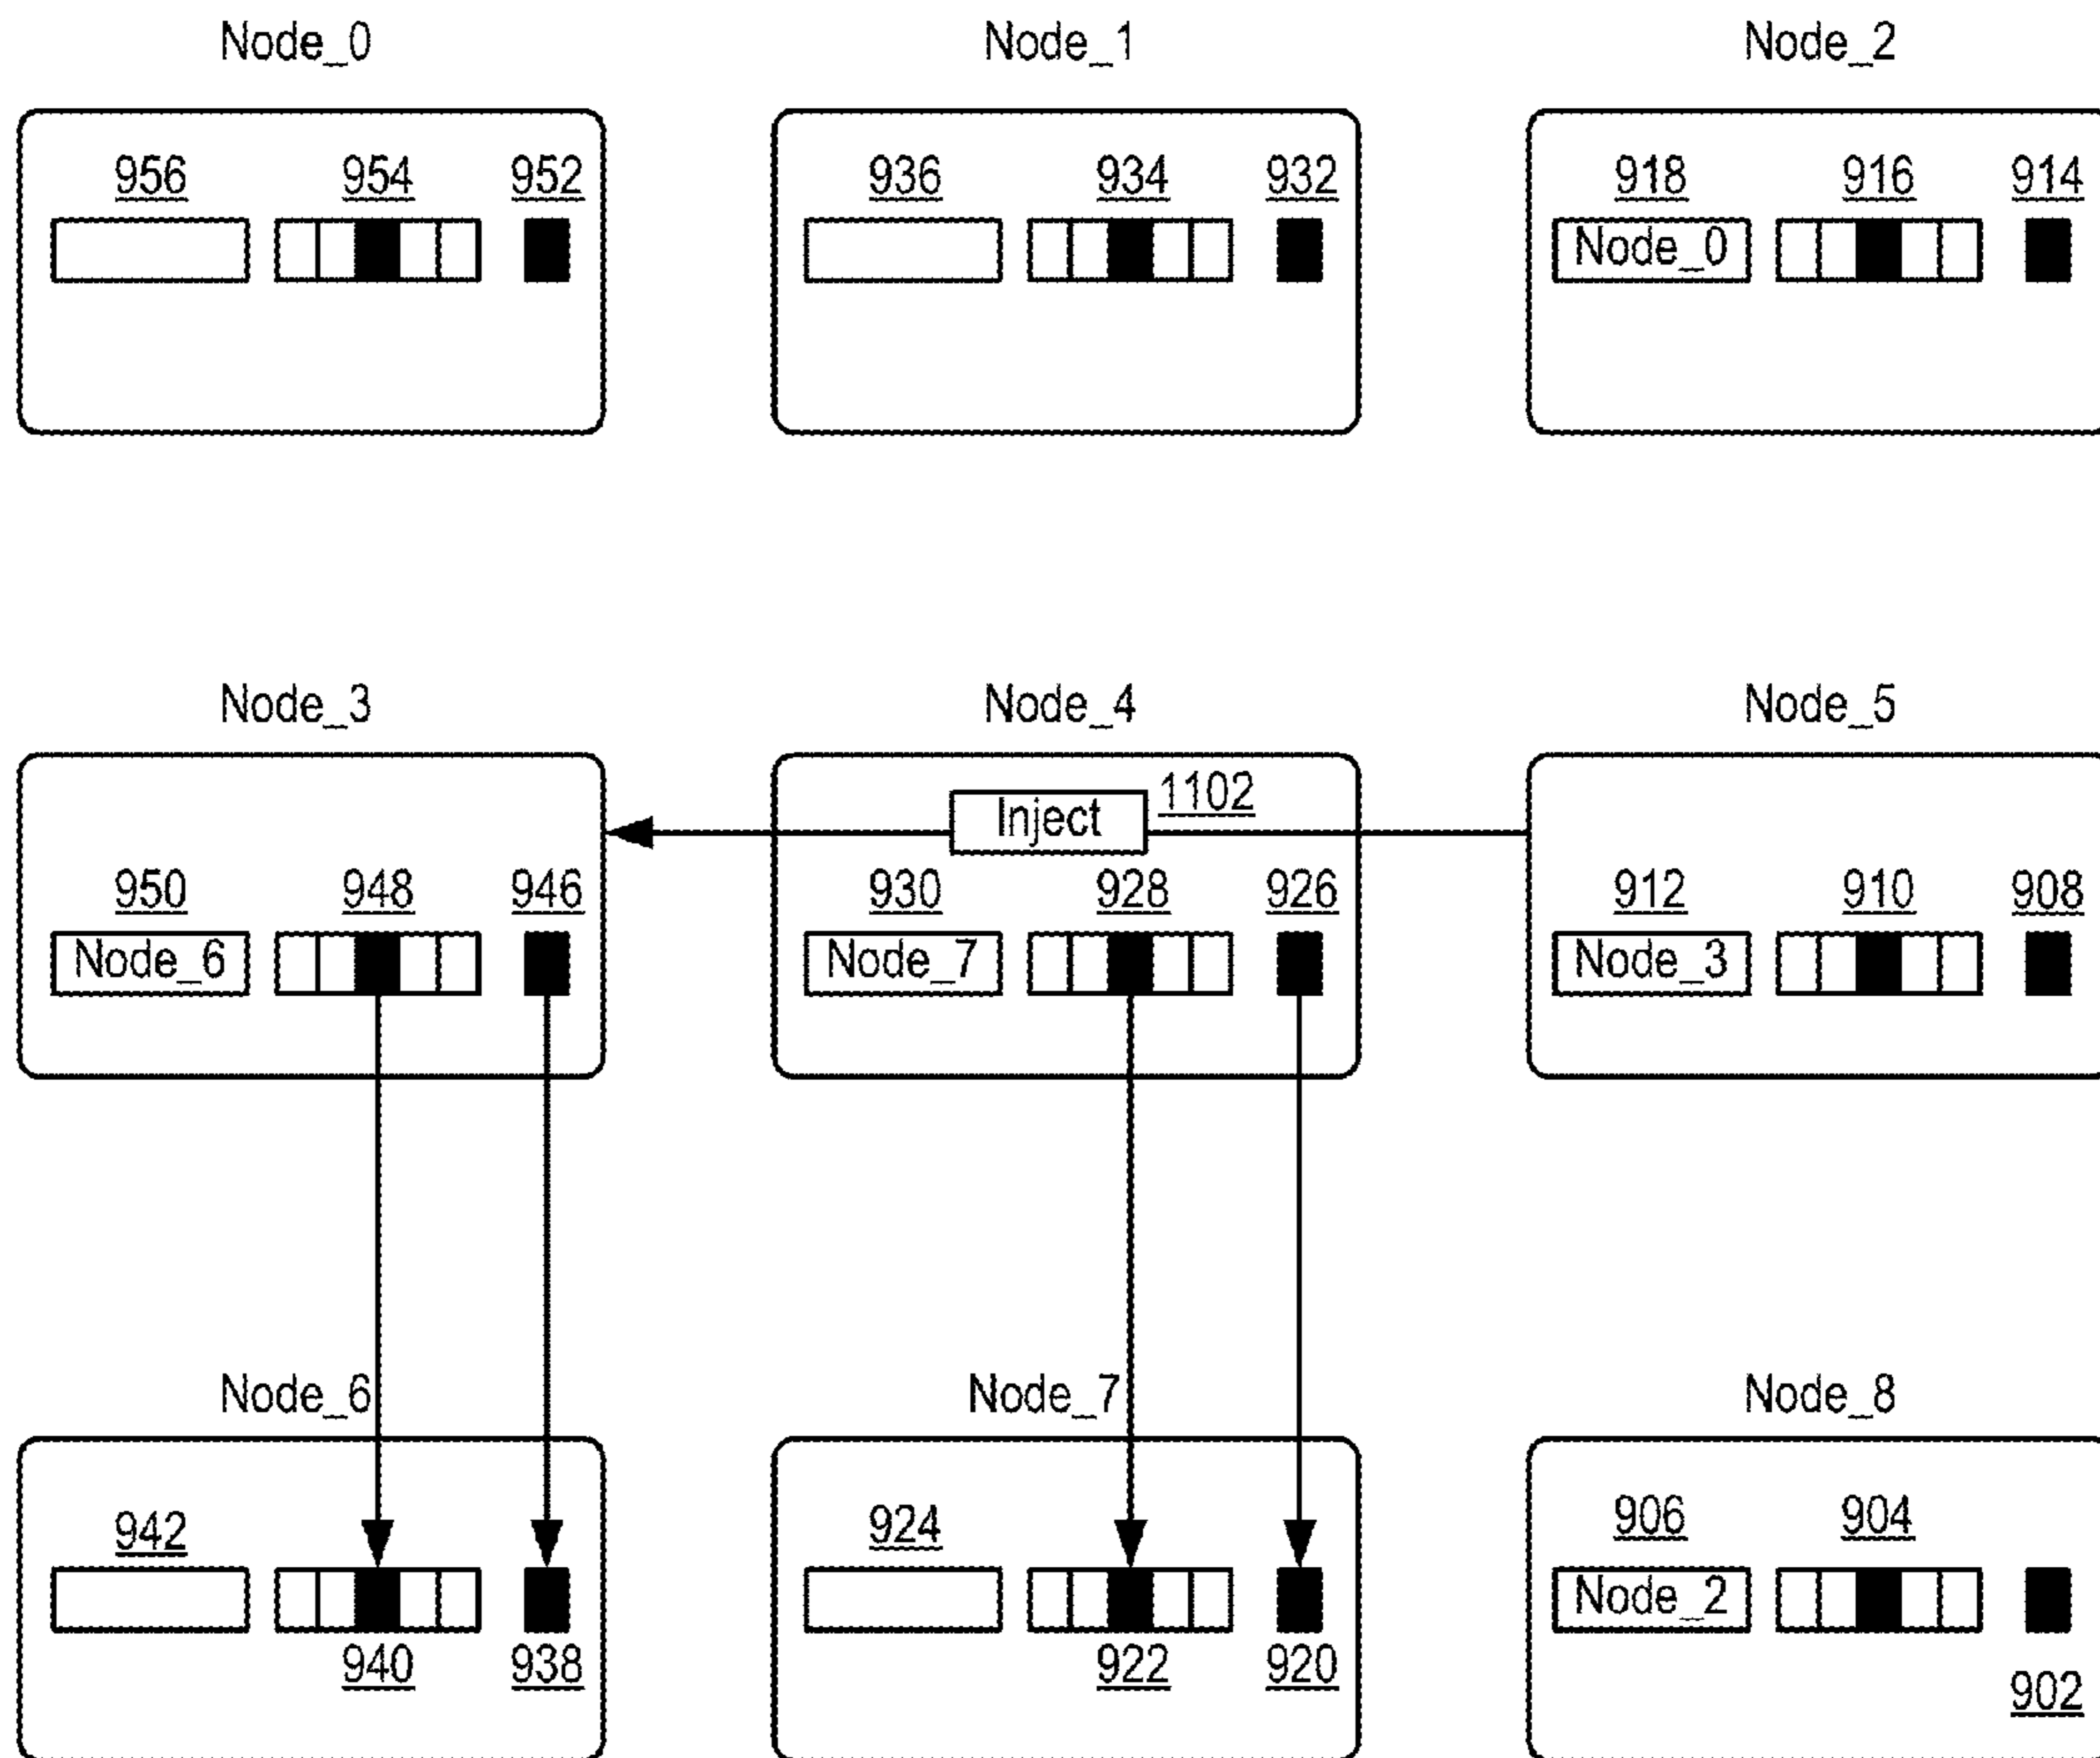 Node_0 Node_1 Node_2
956 954 952 936 934 932 918 916 914
Node_0
Node_3 Node_4 Node_5
Inject 1102
950 948 946 930 928 926 912 910 908
Node_6 Node_7 Node_3
Node_6 Node_7 Node_8
942 924 906 904
Node_2
940 938 922 920 902